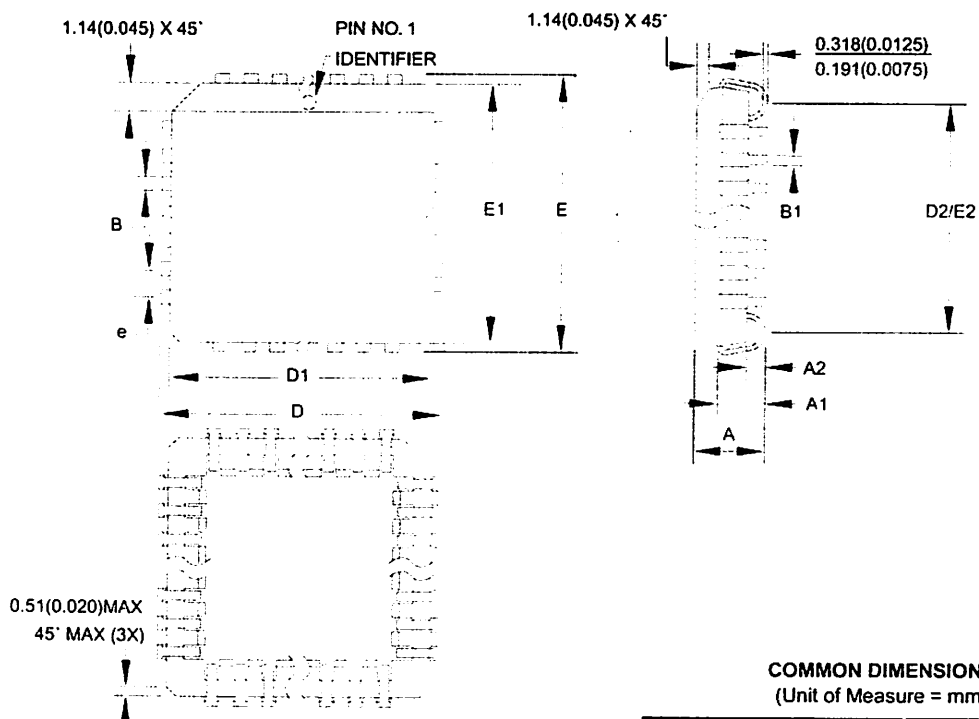 1.14(0.045) X 45°
PIN NO. 1
IDENTIFIER
1.14(0.045) X 45°
0.318(0.0125)
0.191(0.0075)
B
e
E1
E
B1
D2/E2
D1
D
A2
A1
A
0.51(0.020)MAX
45° MAX (3X)
COMMON DIMENSION
(Unit of Measure = mm